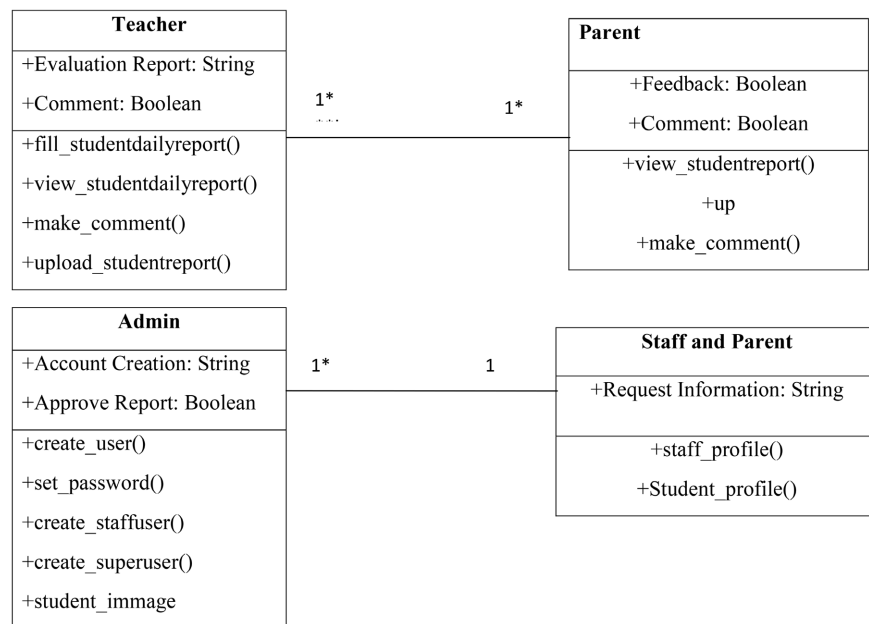 Teacher
+Evaluation Report: String
+Comment: Boolean
+fill_studentdailyreport()
+view_studentdailyreport()
+make_comment()
+upload_studentreport()
1*
1*
Parent
+Feedback: Boolean
+Comment: Boolean
+view_studentreport()
+up
+make_comment()
Admin
+Account Creation: String
+Approve Report: Boolean
+create_user()
+set_password()
+create_staffuser()
+create_superuser()
+student_immage
1*
1
Staff and Parent
+Request Information: String
+staff_profile()
+Student_profile()